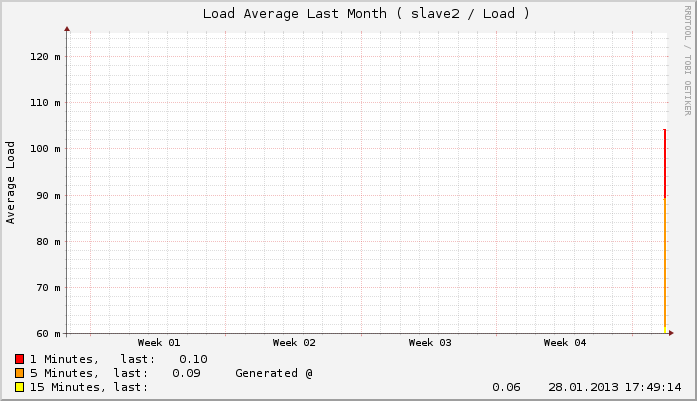 Load Average Last Month ( slave2 / Load )
RRDTOOL / TOBI OETIKER
Average Load
120 m
110 m
100 m
90 m
80 m
70 m
60 m
Week 01 Week 02 Week 03 Week 04
1 Minutes, last: 0.10
5 Minutes, last: 0.09 Generated @
15 Minutes, last: 0.06 28.01.2013 17:49:14